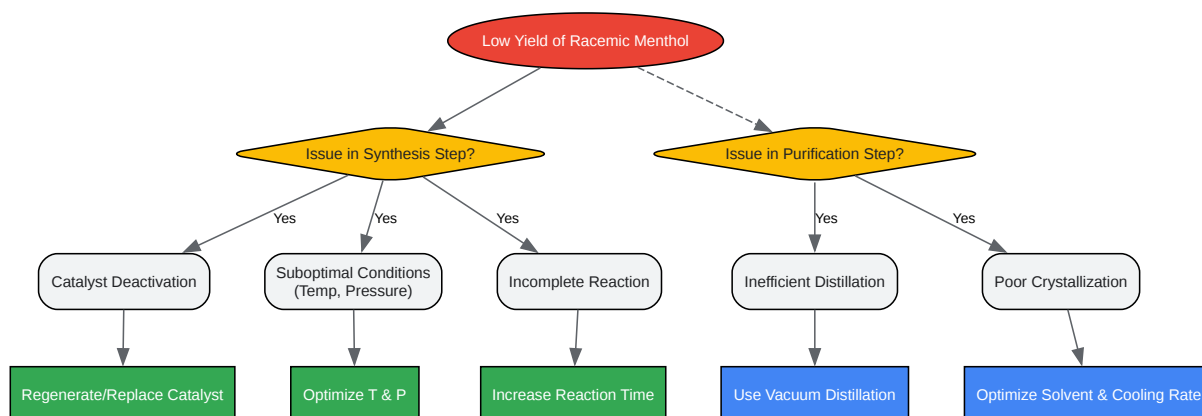 Low Yield of Racemic Menthol
Issue in Synthesis Step?
Issue in Purification Step?
Yes
Yes
Yes
Yes
Yes
Catalyst Deactivation
Suboptimal Conditions
(Temp, Pressure)
Incomplete Reaction
Inefficient Distillation
Poor Crystallization
Regenerate/Replace Catalyst
Optimize T & P
Increase Reaction Time
Use Vacuum Distillation
Optimize Solvent & Cooling Rate